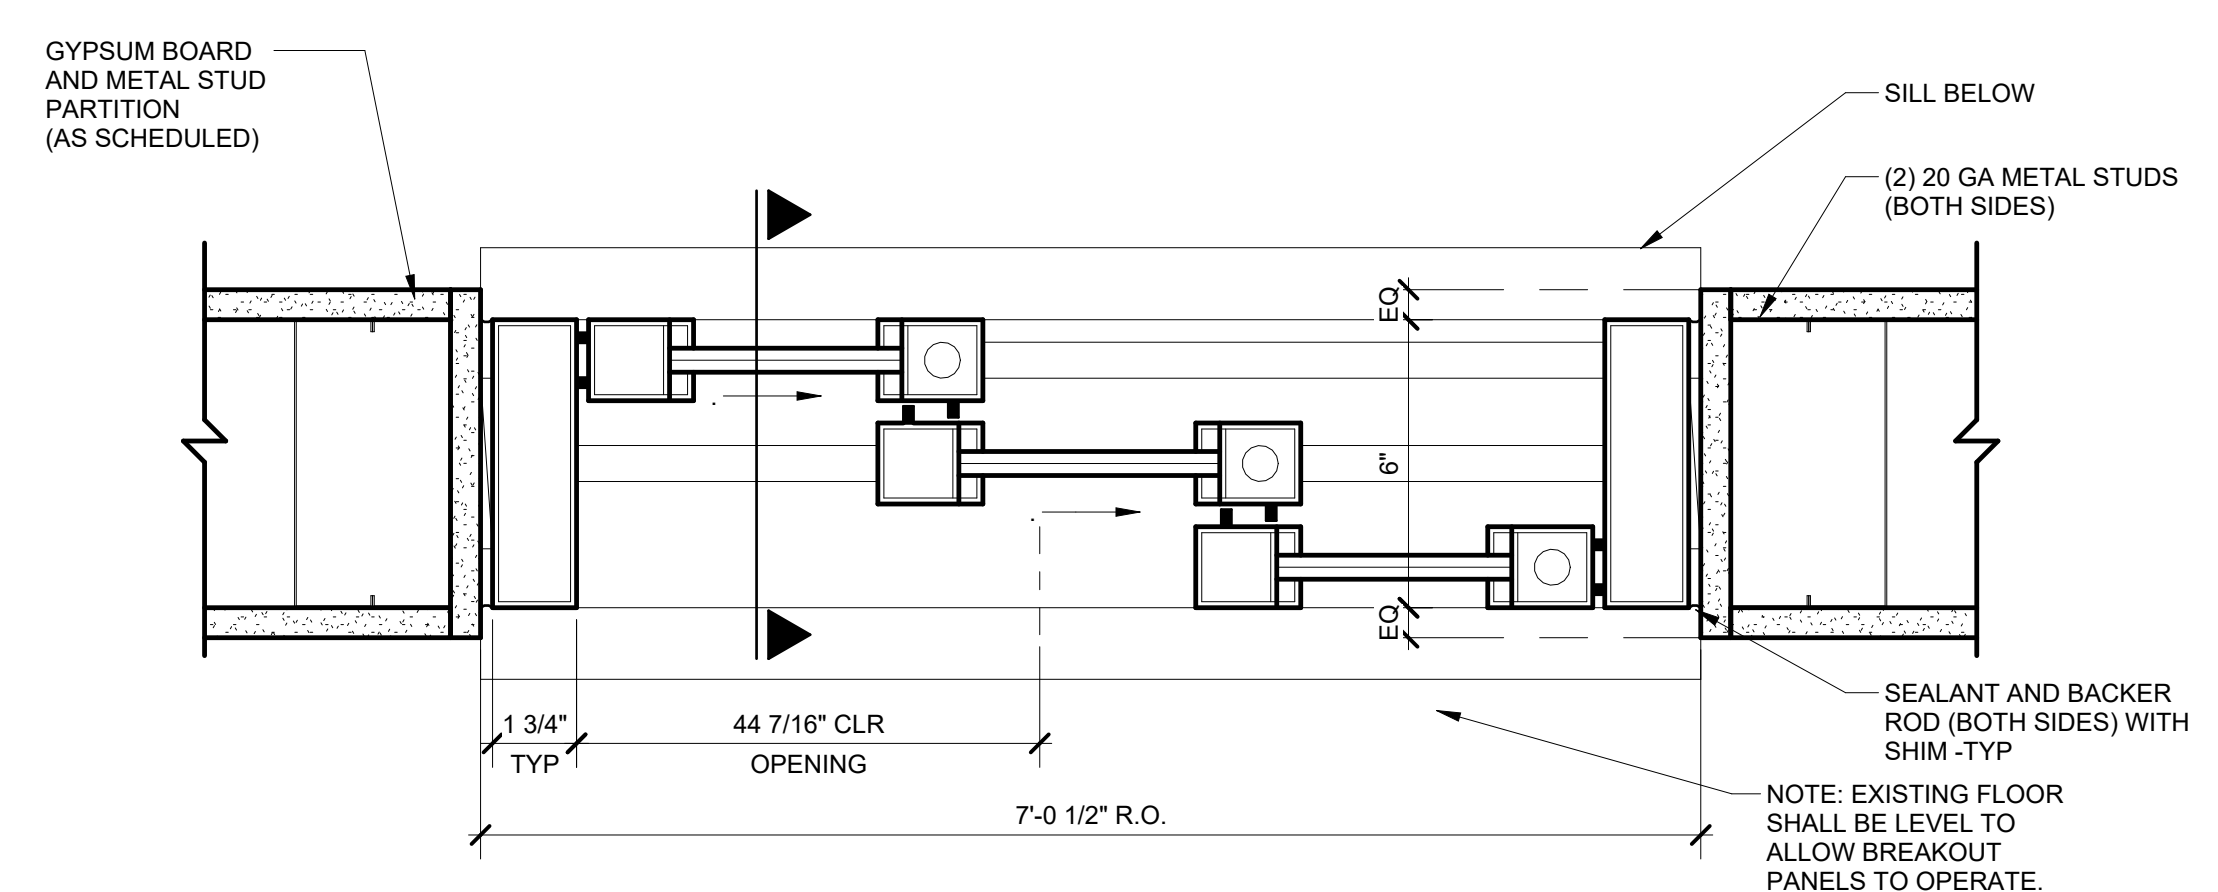 GYPSUM BOARD
AND METAL STUD
PARTITION
(AS SCHEDULED)
SILL BELOW
(2) 20 GA METAL STUDS
(BOTH SIDES)
EQ
6"
EQ
SEALANT AND BACKER
ROD (BOTH SIDES) WITH
SHIM -TYP
1 3/4"
TYP
44 7/16" CLR
OPENING
7'-0 1/2" R.O.
NOTE: EXISTING FLOOR
SHALL BE LEVEL TO
ALLOW BREAKOUT
PANELS TO OPERATE.